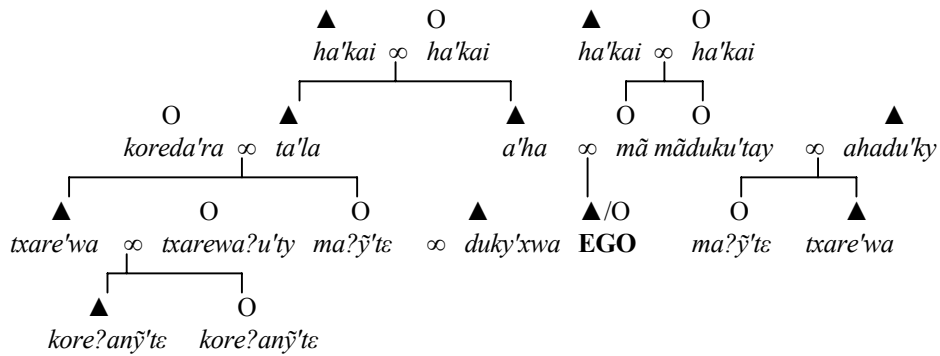 ha'kai ∞ ha'kai ha'kai ∞ ha'kai
koreda'ra ∞ ta'la a'ha ∞ mã mãduku'tay ∞ ahadu'ky
txare'wa ∞ txarewa?u'ty ma?ỹ'tɛ ∞ duky'xwa EGO ma?ỹ'tɛ txare'wa
kore?anỹ'tɛ kore?anỹ'tɛ